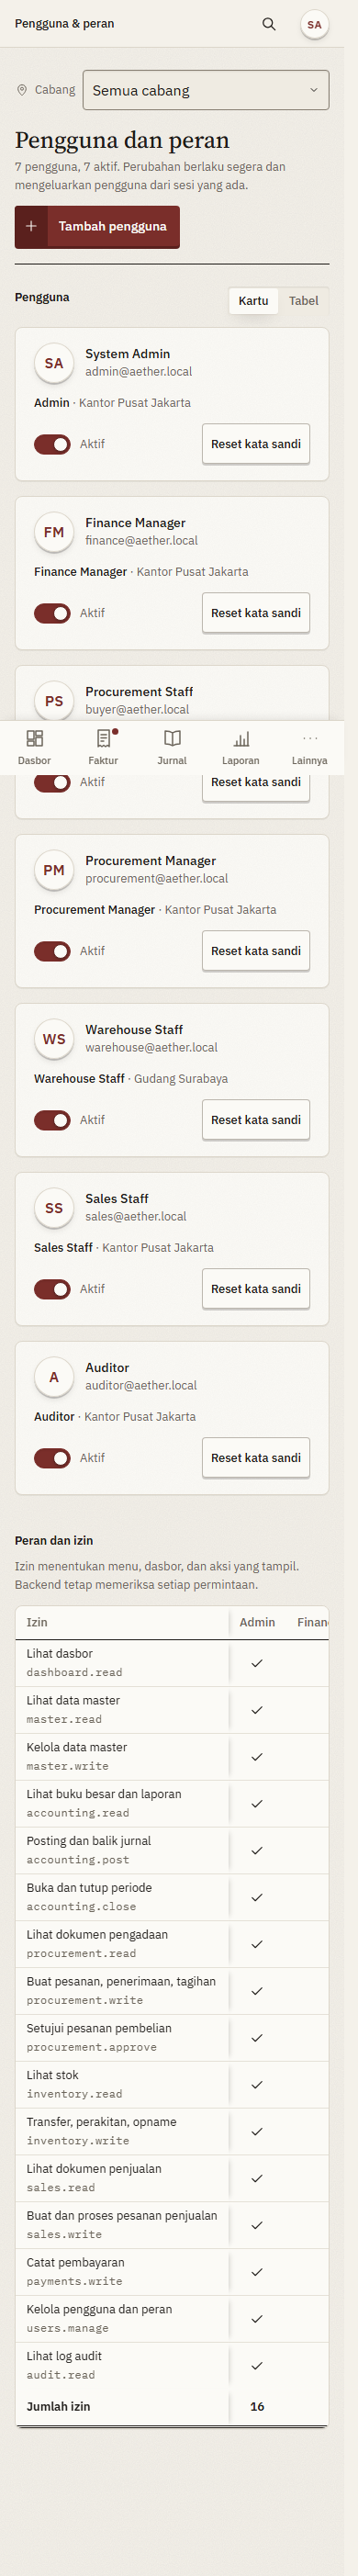 Pengguna & peran
SA
Cabang
Semua cabang
Pengguna dan peran
7 pengguna, 7 aktif. Perubahan berlaku segera dan
mengeluarkan pengguna dari sesi yang ada.
+ Tambah pengguna
Pengguna
Kartu
Tabel
SA
System Admin
admin@aether.local
Admin · Kantor Pusat Jakarta
Aktif
Reset kata sandi
FM
Finance Manager
finance@aether.local
Finance Manager · Kantor Pusat Jakarta
Aktif
Reset kata sandi
PS
Procurement Staff
buyer@aether.local
Dasbor
Faktur
Jurnal
Laporan
Lainnya
Aktif
Reset kata sandi
PM
Procurement Manager
procurement@aether.local
Procurement Manager · Kantor Pusat Jakarta
Aktif
Reset kata sandi
WS
Warehouse Staff
warehouse@aether.local
Warehouse Staff · Gudang Surabaya
Aktif
Reset kata sandi
SS
Sales Staff
sales@aether.local
Sales Staff · Kantor Pusat Jakarta
Aktif
Reset kata sandi
A
Auditor
auditor@aether.local
Auditor · Kantor Pusat Jakarta
Aktif
Reset kata sandi
Peran dan izin
Izin menentukan menu, dasbor, dan aksi yang tampil.
Backend tetap memeriksa setiap permintaan.
Izin
Admin
Lihat dasbor
dashboard.read
Lihat data master
master.read
Kelola data master
master.write
Lihat buku besar dan laporan
accounting.read
Posting dan balik jurnal
accounting.post
Buka dan tutup periode
accounting.close
Lihat dokumen pengadaan
procurement.read
Buat pesanan, penerimaan, tagihan
procurement.write
Setujui pesanan pembelian
procurement.approve
Lihat stok
inventory.read
Transfer, perakitan, opname
inventory.write
Lihat dokumen penjualan
sales.read
Buat dan proses pesanan penjualan
sales.write
Catat pembayaran
payments.write
Kelola pengguna dan peran
users.manage
Lihat log audit
audit.read
Jumlah izin
16